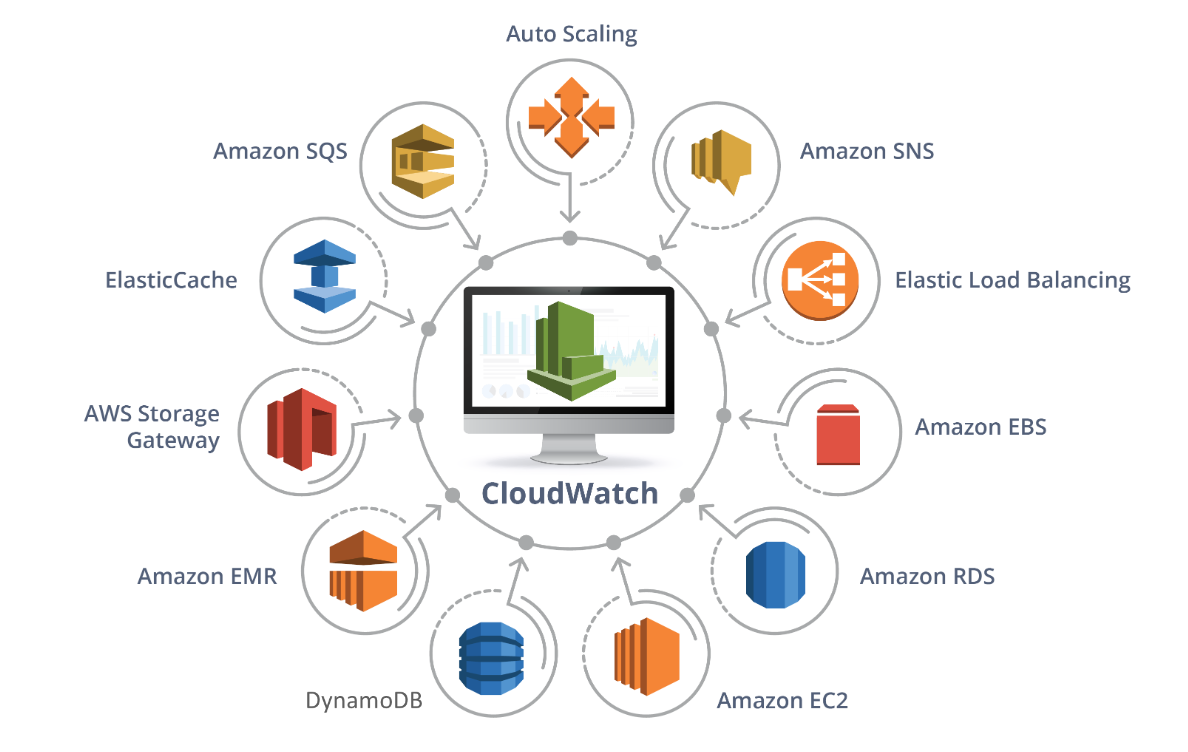 Auto Scaling
Amazon SQS
Amazon SNS
ElasticCache
Elastic Load Balancing
AWS Storage
Gateway
Amazon EBS
CloudWatch
Amazon EMR
Amazon RDS
DynamoDB
Amazon EC2